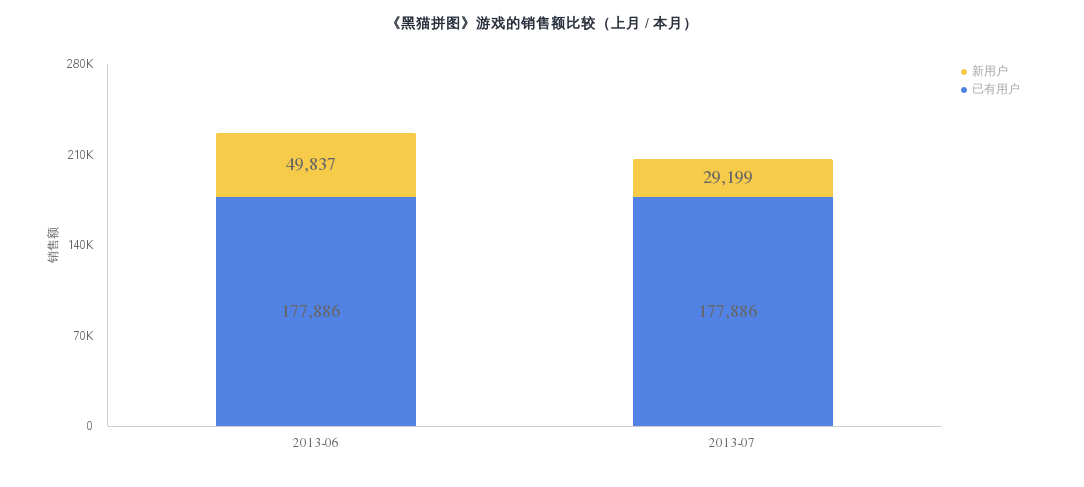 《黑猫拼图》游戏的销售额比较（上月 / 本月）
新用户
已有用户
销售额
280K
210K
140K
70K
0
49,837
29,199
177,886
177,886
2013-06
2013-07